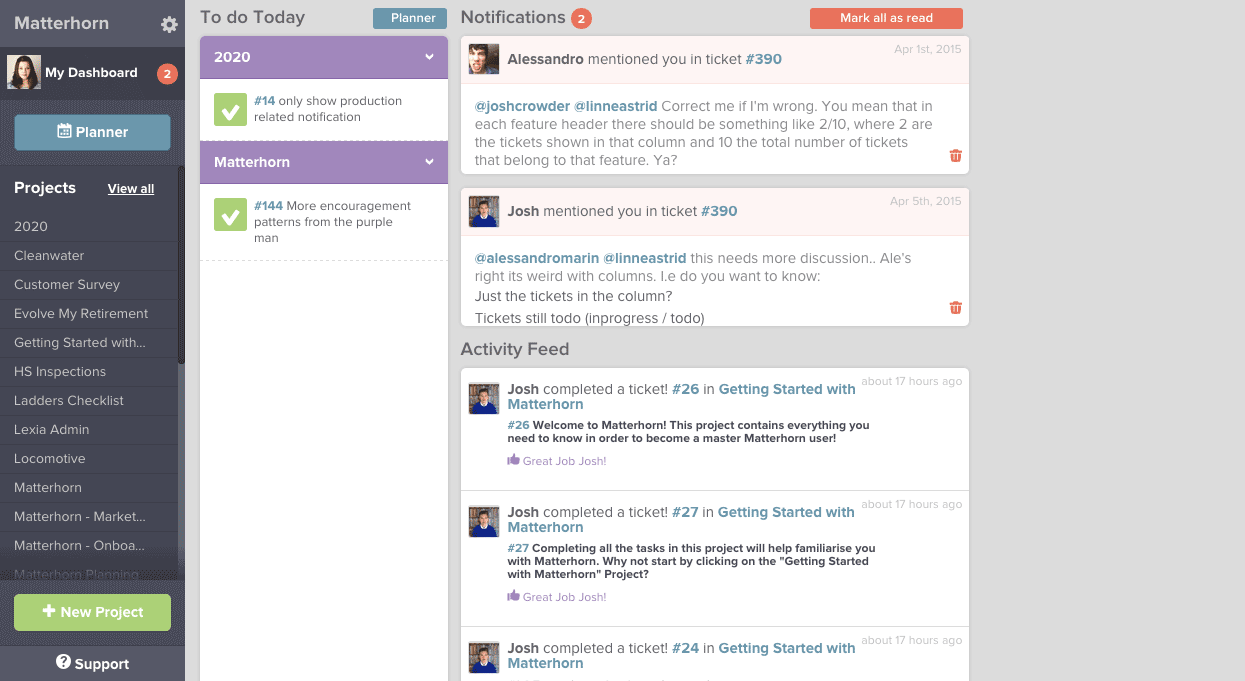 Matterhorn
My Dashboard
2
Planner
Projects
View all
2020
Cleanwater
Customer Survey
Evolve My Retirement
Getting Started with...
HS Inspections
Ladders Checklist
Lexia Admin
Locomotive
Matterhorn
Matterhorn - Market...
Matterhorn - Onboa...
Matterhorn Planning
New Project
Support
To do Today
Planner
2020
#14 only show production
related notification
Matterhorn
#144 More encouragement
patterns from the purple
man
Notifications 2
Mark all as read
Alessandro mentioned you in ticket #390
Apr 1st, 2015
@joshcrowder @linneastrid Correct me if I'm wrong. You mean that in
each feature header there should be something like 2/10, where 2 are
the tickets shown in that column and 10 the total number of tickets
that belong to that feature. Ya?
Josh mentioned you in ticket #390
Apr 5th, 2015
@alessandromarin @linneastrid this needs more discussion.. Ale's
right its weird with columns. I.e do you want to know:
Just the tickets in the column?
Tickets still todo (inprogress / todo)
Activity Feed
about 17 hours ago
Josh completed a ticket! #26 in Getting Started with
Matterhorn
#26 Welcome to Matterhorn! This project contains everything you
need to know in order to become a master Matterhorn user!
Great Job Josh!
about 17 hours ago
Josh completed a ticket! #27 in Getting Started with
Matterhorn
#27 Completing all the tasks in this project will help familiarise you
with Matterhorn. Why not start by clicking on the "Getting Started
with Matterhorn" Project?
Great Job Josh!
about 17 hours ago
Josh completed a ticket! #24 in Getting Started with
Matterhorn